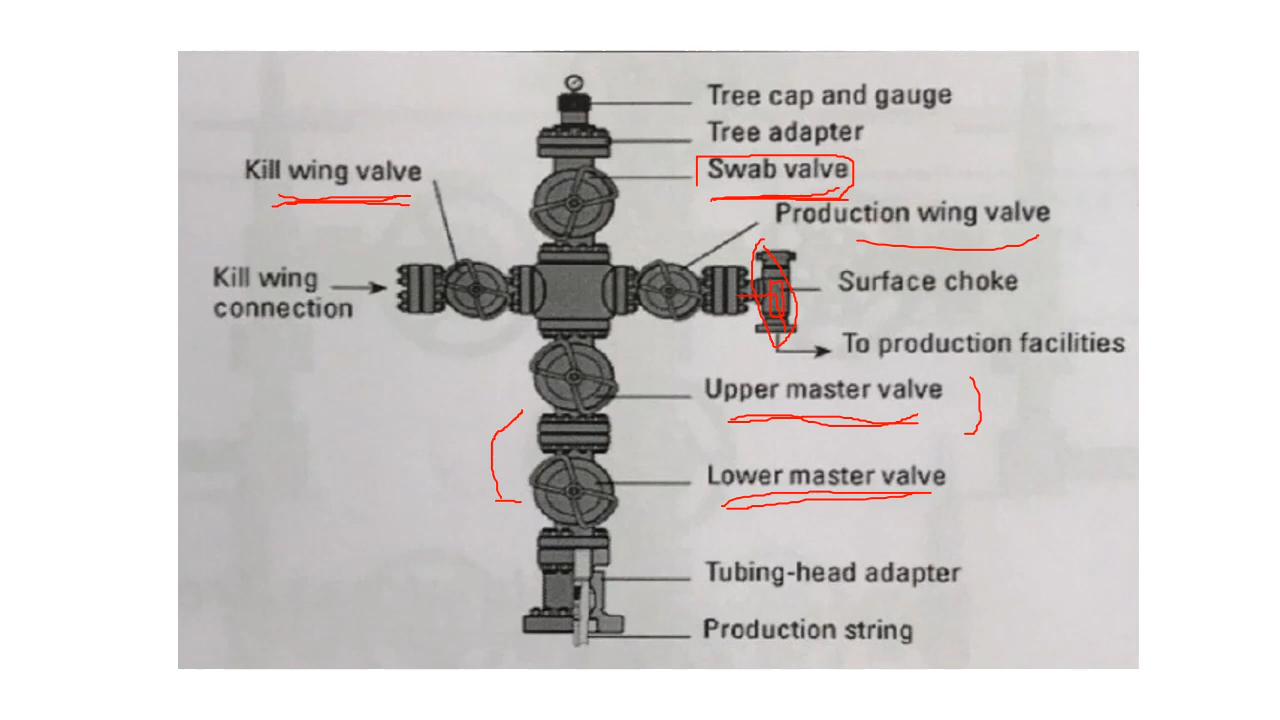 Tree cap and gauge
Tree adapter
Kill wing valve
Swab valve
Production wing valve
Kill wing
connection
Surface choke
To production facilities
Upper master valve
Lower master valve
Tubing-head adapter
Production string